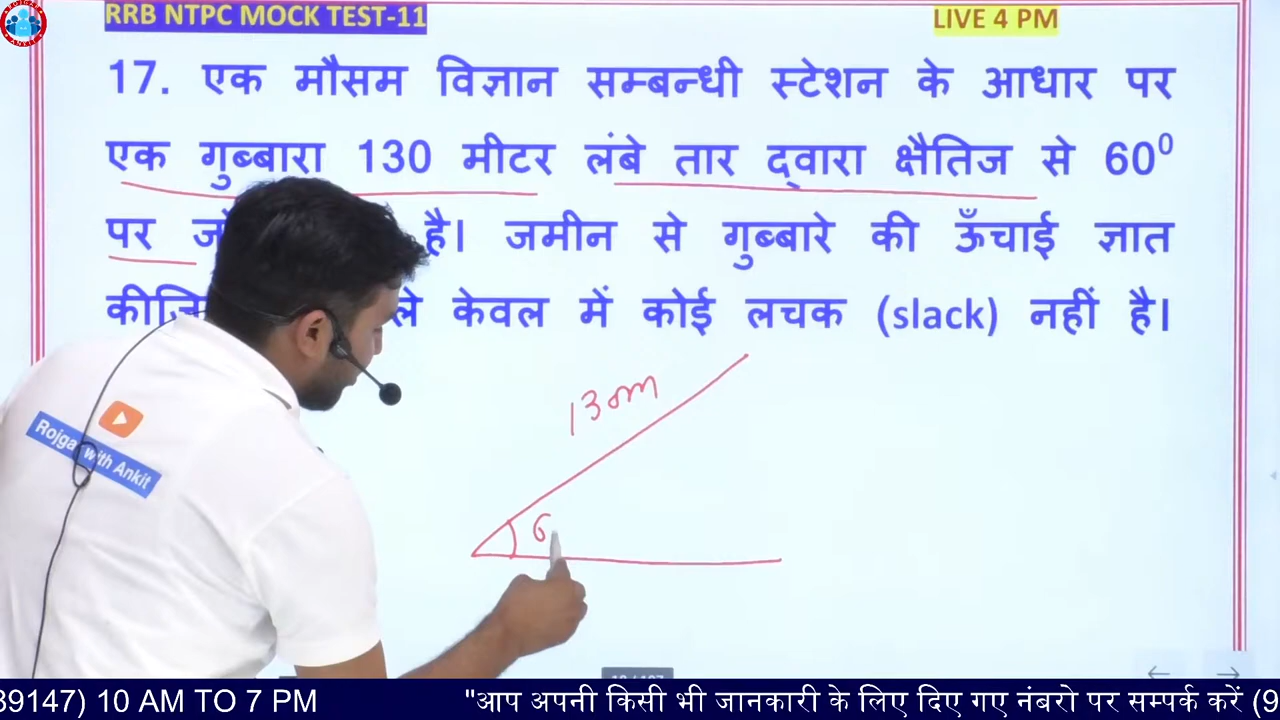 RRB NTPC MOCK TEST-11
LIVE 4 PM
17. एक मौसम विज्ञान सम्बन्धी स्टेशन के आधार पर
एक गुब्बारा 130 मीटर लंबे तार द्वारा क्षैतिज से 60⁰
पर है। जमीन से गुब्बारे की ऊँचाई ज्ञात
केवल में कोई लचक (slack) नहीं है।
130m
6
Rojgar with Ankit
39147) 10 AM TO 7 PM "आप अपनी किसी भी जानकारी के लिए दिए गए नंबरो पर सम्पर्क करें (9